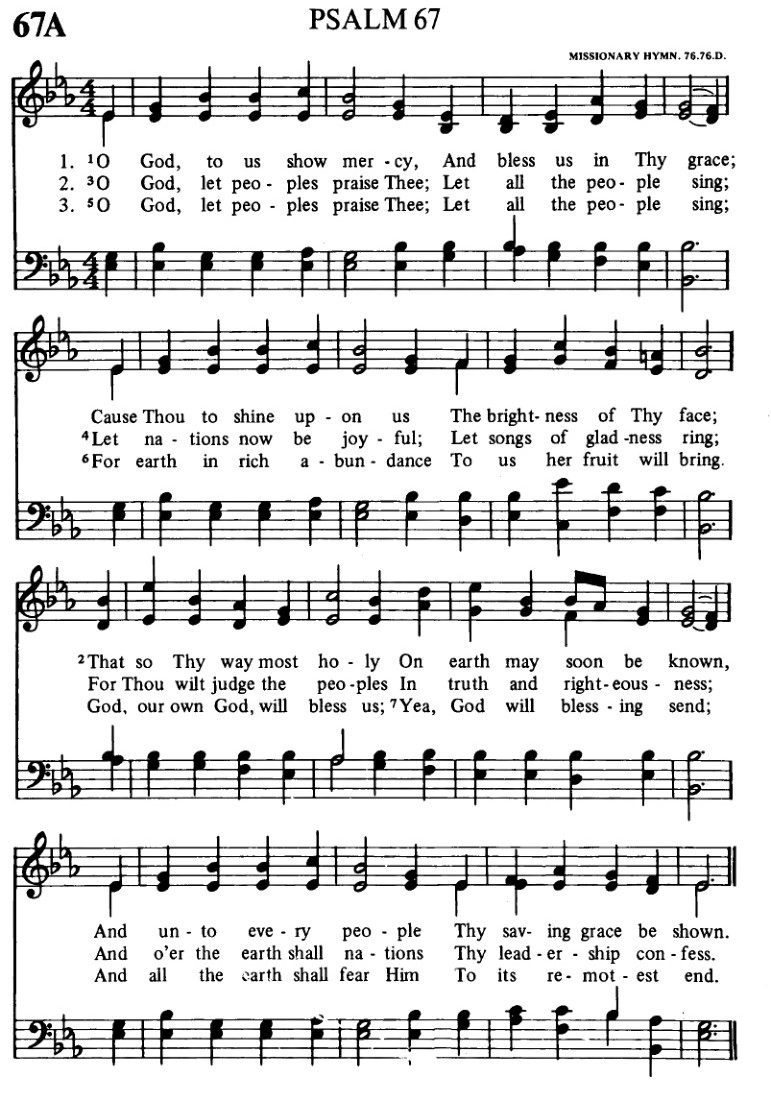 67A
PSALM 67
MISSIONARY HYMN. 76.76.D.
1. ¹O God, to us show mer - cy, And bless us in Thy grace;
2. ³O God, let peo - ples praise Thee; Let all the peo - ple sing;
3. ⁵O God, let peo - ples praise Thee; Let all the peo - ple sing;
Cause Thou to shine up - on us The bright - ness of Thy face;
⁴Let na - tions now be joy - ful; Let songs of glad - ness ring;
⁶For earth in rich a - bun - dance To us her fruit will bring.
²That so Thy way most ho - ly On earth may soon be known,
For Thou wilt judge the peo - ples In truth and right - eous - ness;
God, our own God, will bless us; ⁷Yea, God will bless - ing send;
And un - to eve - ry peo - ple Thy sav - ing grace be shown.
And o'er the earth shall na - tions Thy lead - er - ship con - fess.
And all the earth shall fear Him To its re - mot - est end.